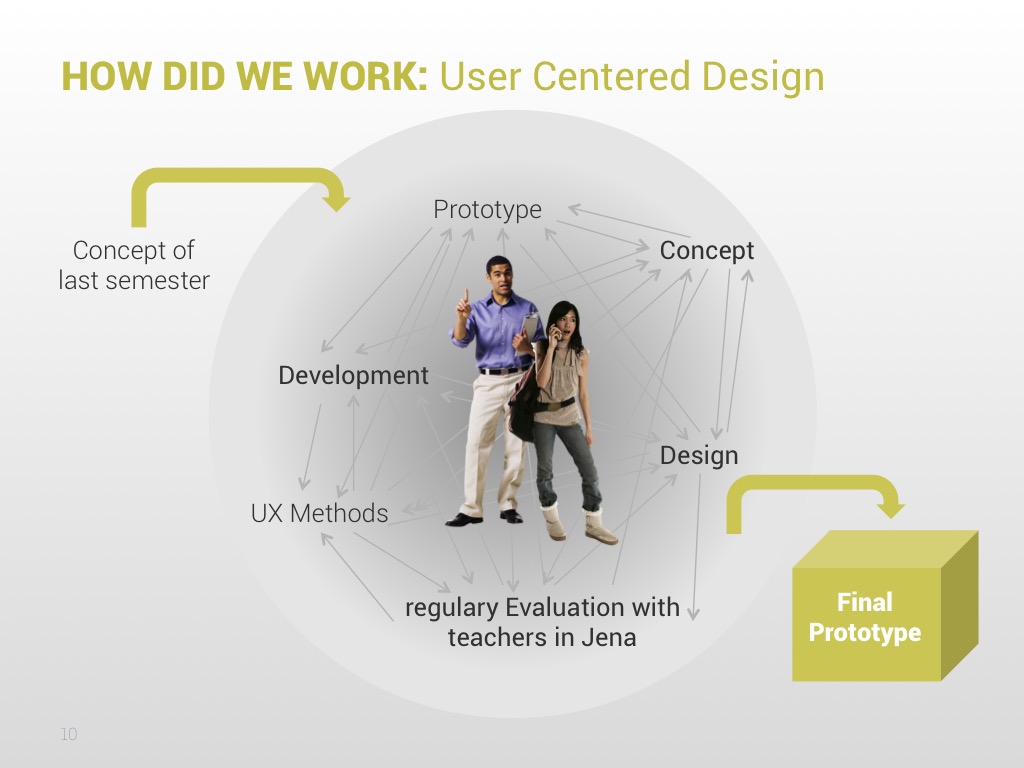 HOW DID WE WORK: User Centered Design
Concept of
last semester
Prototype
Concept
Development
Design
UX Methods
regulary Evaluation with
teachers in Jena
Final
Prototype
10